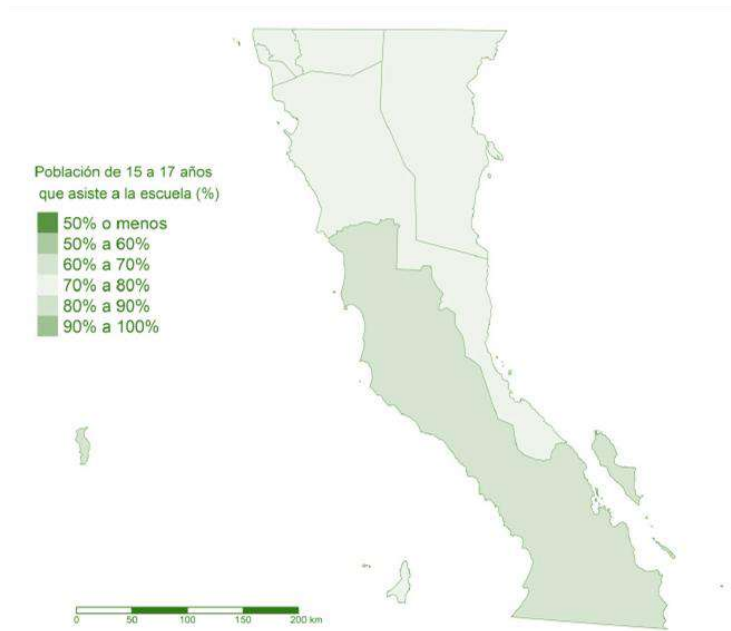 Población de 15 a 17 años
que asiste a la escuela (%)
50% o menos
50% a 60%
60% a 70%
70% a 80%
80% a 90%
90% a 100%
0 50 100 150 200 km